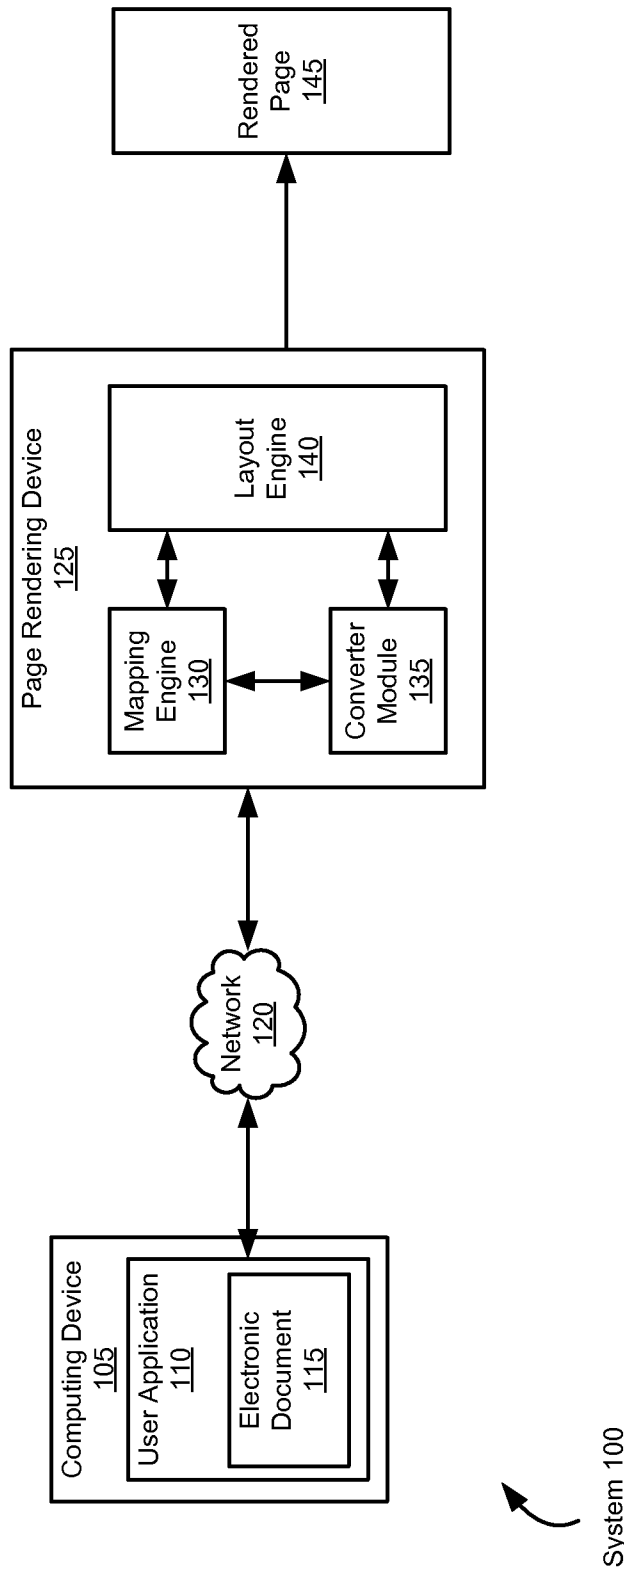 Computing Device
105
User Application
110
Electronic
Document
115
Network
120
Page Rendering Device
125
Mapping
Engine
130
Converter
Module
135
Layout
Engine
140
Rendered
Page
145
System 100